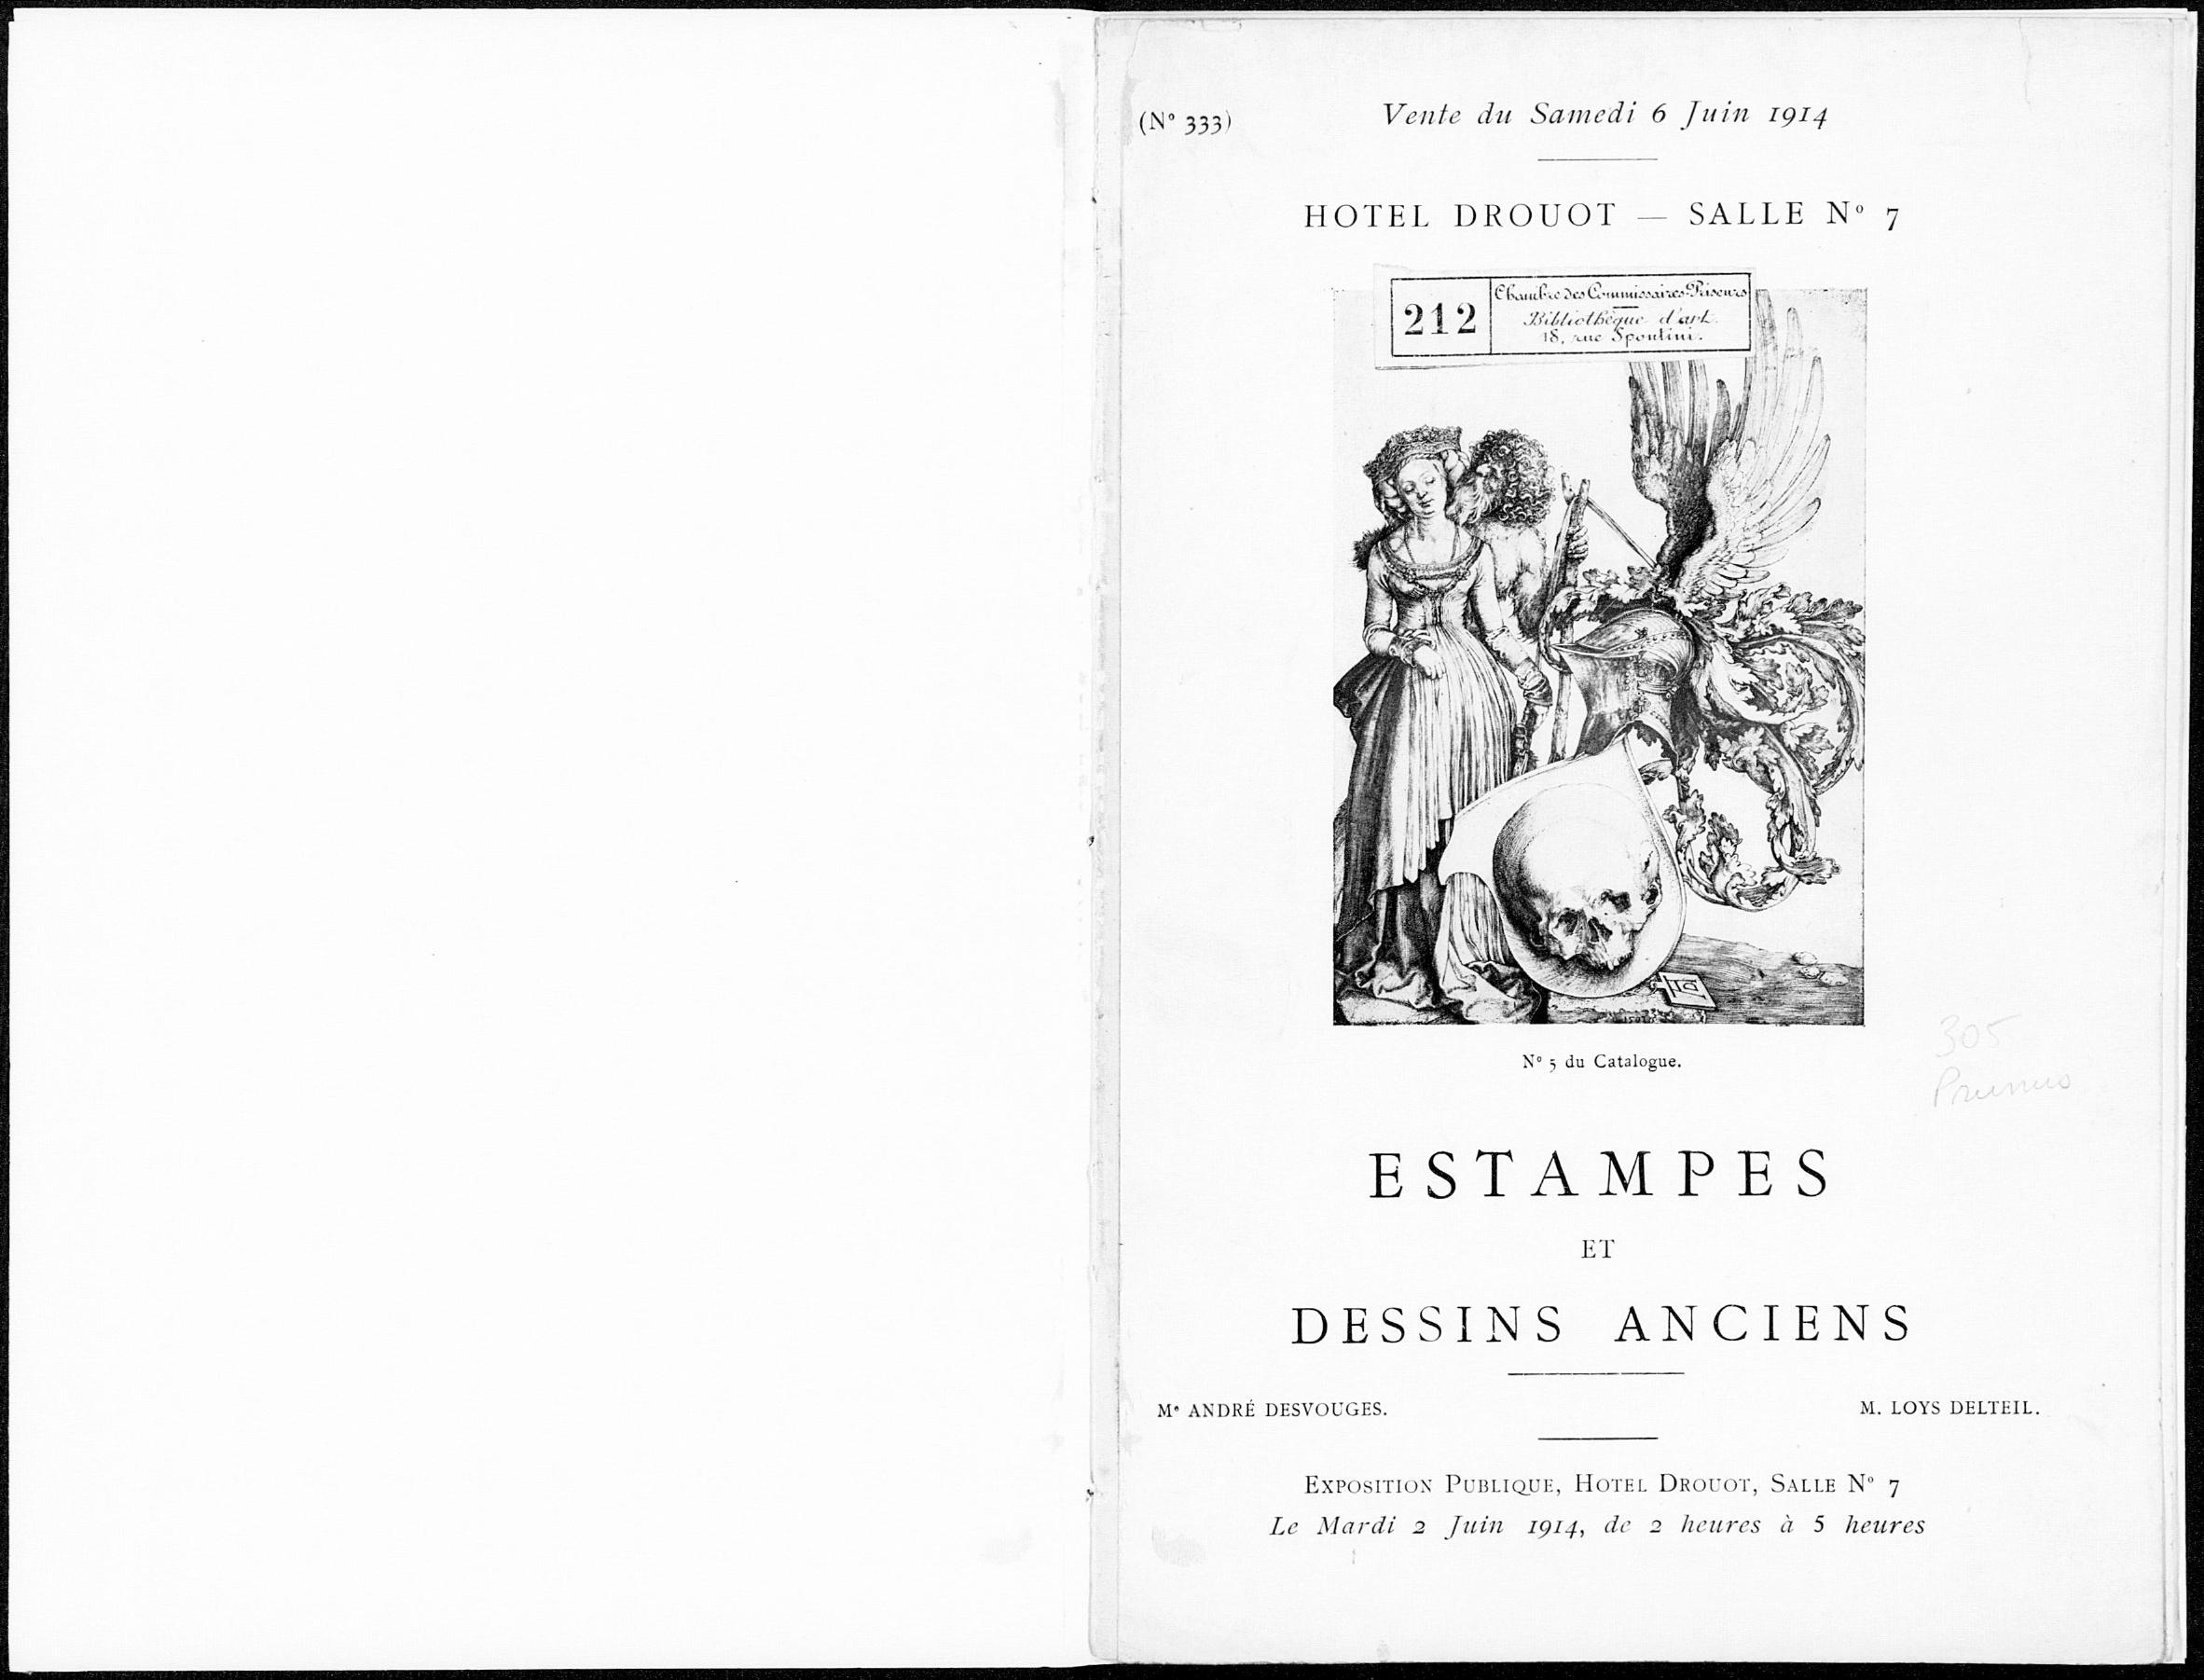 (N° 333)
Vente du Samedi 6 Juin 1914
HOTEL DROUOT — SALLE N° 7
212
Chambre des Commissaires-Priseurs
Bibliothèque d'art.
18, rue Spontini.
N° 5 du Catalogue.
305
ESTAMPES
ET
DESSINS ANCIENS
Me ANDRÉ DESVOUGES.
M. LOYS DELTEIL.
EXPOSITION PUBLIQUE, HOTEL DROUOT, SALLE N° 7
Le Mardi 2 Juin 1914, de 2 heures à 5 heures